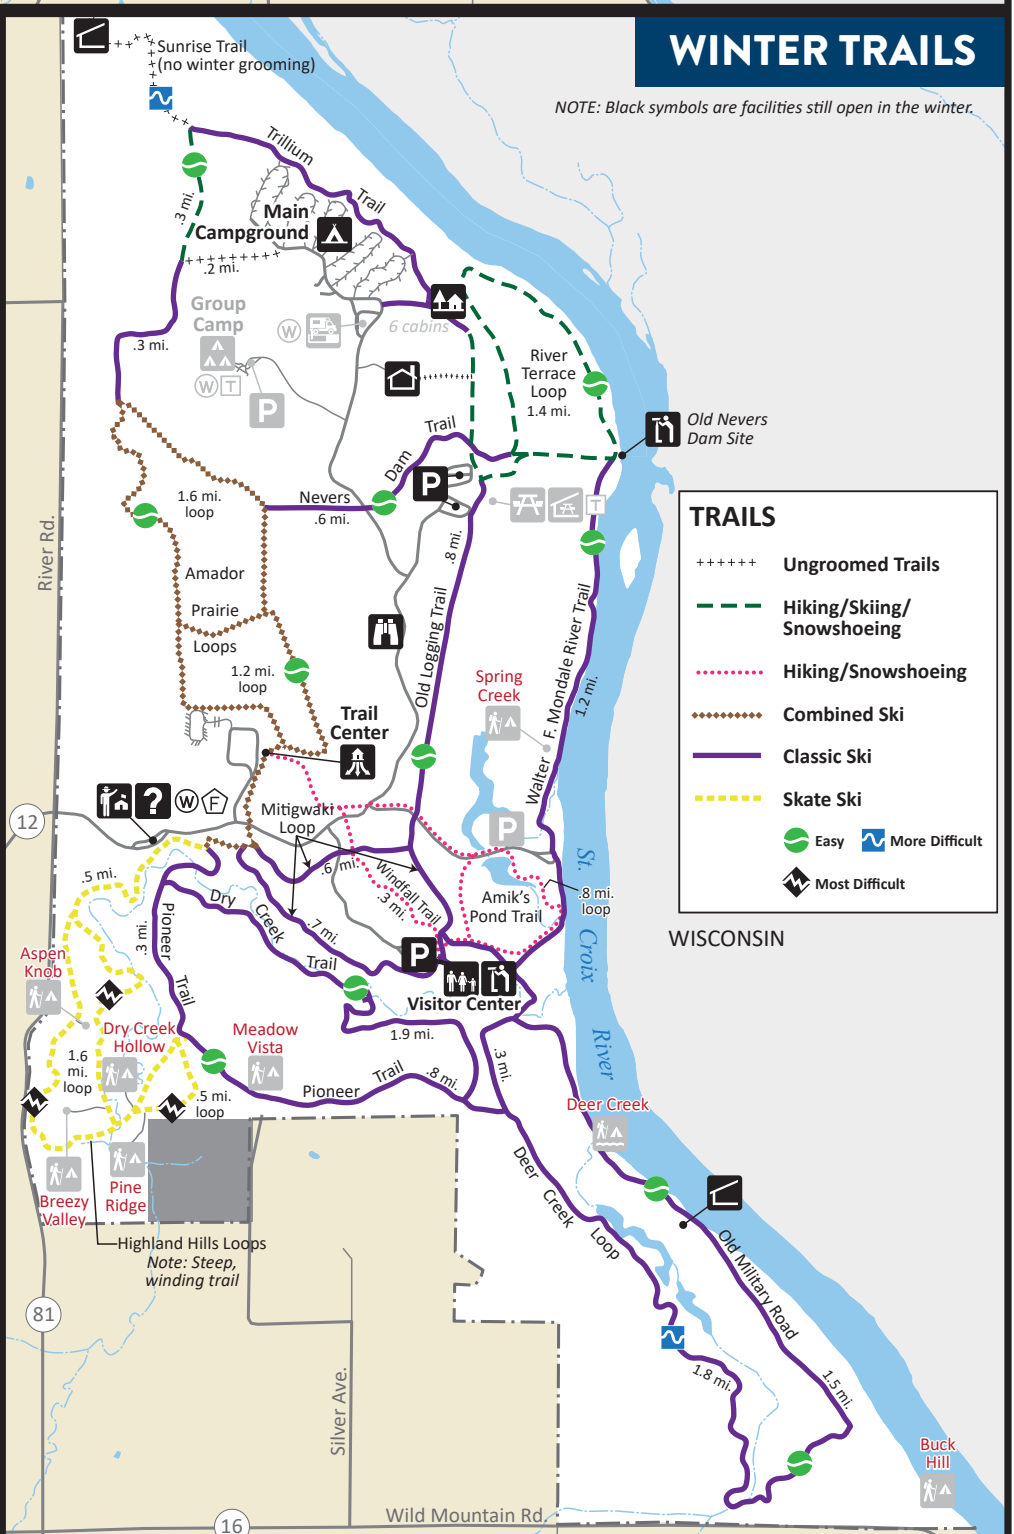 WINTER TRAILS
NOTE: Black symbols are facilities still open in the winter.
Sunrise Trail
(no winter grooming)
Trillium
Trail
.3 mi.
Main
Campground
.2 mi.
Group
Camp
W
6 cabins
.3 mi.
W
T
P
River
Terrace
Loop
1.4 mi.
Old Nevers
Dam Site
Trail
Dam
P
Nevers
.6 mi.
T
1.6 mi.
loop
.8 mi.
River Rd.
Amador
Prairie
Loops
1.2 mi.
loop
Old Logging Trail
Walter F. Mondale River Trail
1.2 mi.
Spring
Creek
Trail
Center
P
TRAILS
Ungroomed Trails
Hiking/Skiing/
Snowshoeing
Hiking/Snowshoeing
Combined Ski
Classic Ski
Skate Ski
Easy
More Difficult
Most Difficult
WISCONSIN
12
?
W
F
Mitigwaki
Loop
.6 mi.
Windfall Trail
.3 mi.
Amik's
Pond Trail
.8 mi.
loop
St. Croix River
.5 mi.
Dry Creek Trail
.7 mi.
Pioneer Trail
.3 mi.
P
Visitor Center
Aspen
Knob
Dry Creek
Hollow
Meadow
Vista
1.9 mi.
1.6
mi.
loop
.5 mi.
loop
Pioneer Trail
.8 mi.
.3 mi.
Deer Creek
Breezy
Valley
Pine
Ridge
Highland Hills Loops
Note: Steep,
winding trail
Deer Creek Loop
Old Military Road
81
1.8 mi.
1.5 mi.
Silver Ave.
Buck
Hill
Wild Mountain Rd.
16